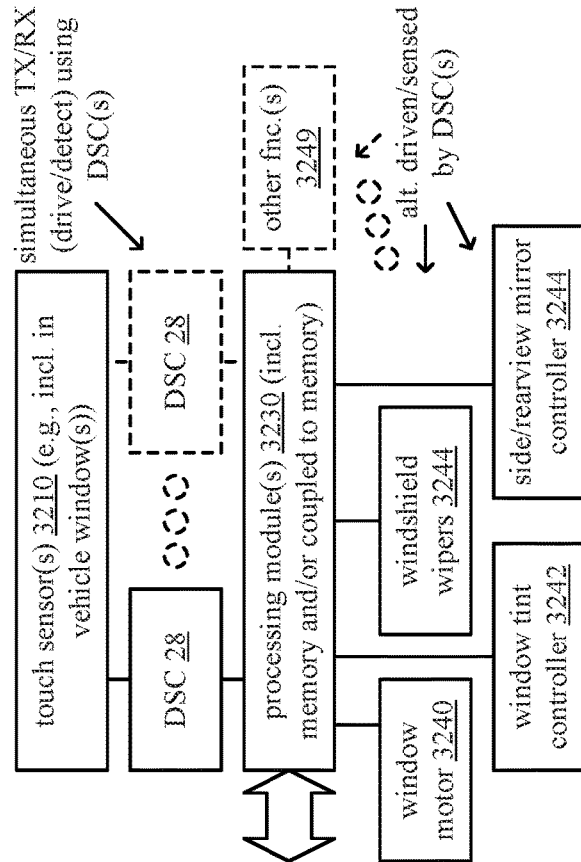 simultaneous TX/RX
(drive/detect) using
DSC(s)
touch sensor(s) 3210 (e.g., incl. in
vehicle window(s))
DSC 28
DSC 28
processing module(s) 3230 (incl.
memory and/or coupled to memory)
other fnc.(s)
3249
alt. driven/sensed
by DSC(s)
window
motor 3240
windshield
wipers 3244
window tint
controller 3242
side/rearview mirror
controller 3244